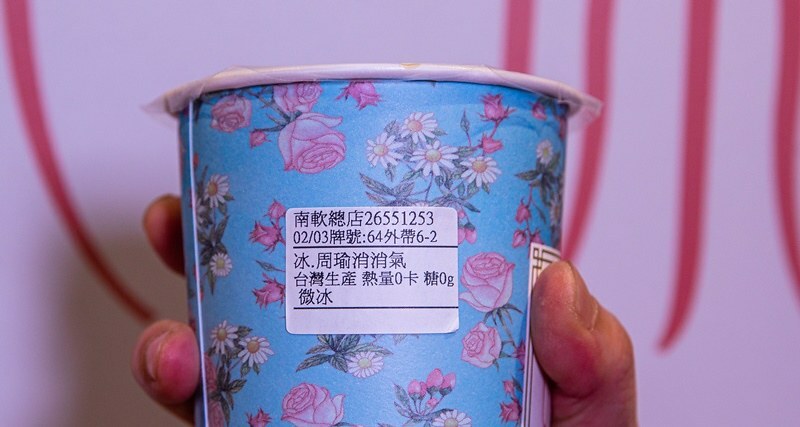 南軟總店26551253
02/03牌號:64外帶6-2
冰.周瑜消消氣
台灣生產 熱量0卡 糖0g
微冰